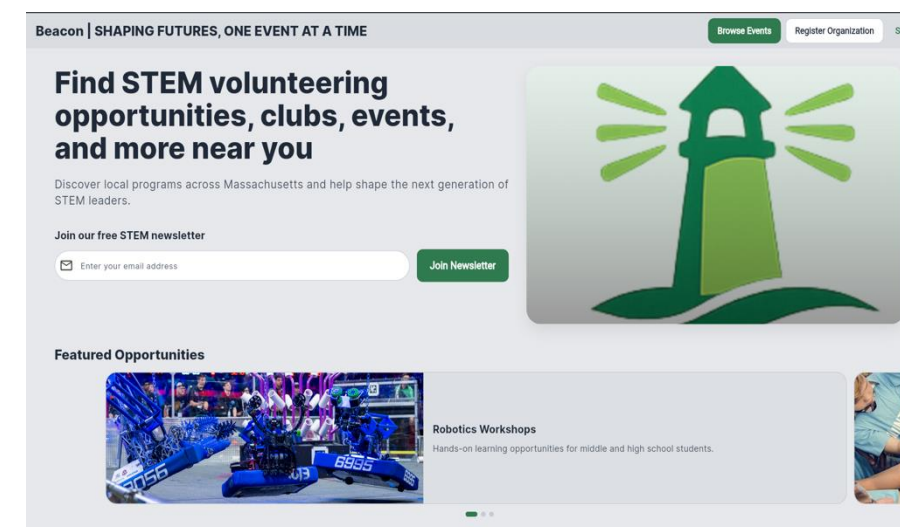 Beacon | SHAPING FUTURES, ONE EVENT AT A TIME
Browse Events
Register Organization
Find STEM volunteering
opportunities, clubs, events,
and more near you
Discover local programs across Massachusetts and help shape the next generation of
STEM leaders.
Join our free STEM newsletter
Enter your email address
Join Newsletter
Featured Opportunities
Robotics Workshops
Hands-on learning opportunities for middle and high school students.
6995